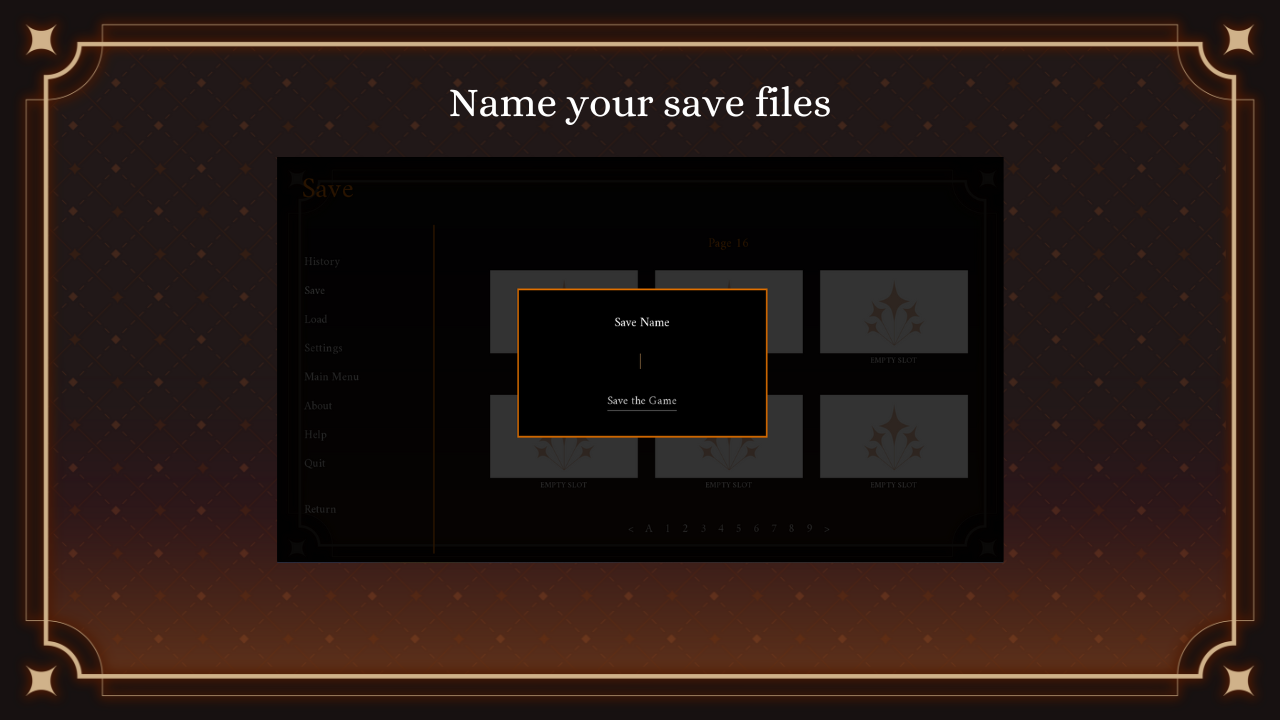 Name your save files
Save
Page 16
History
Save
Load
Settings
Main Menu
About
Help
Quit
Return
Save Name
Save the Game
EMPTY SLOT
EMPTY SLOT EMPTY SLOT EMPTY SLOT
< A 1 2 3 4 5 6 7 8 9 >